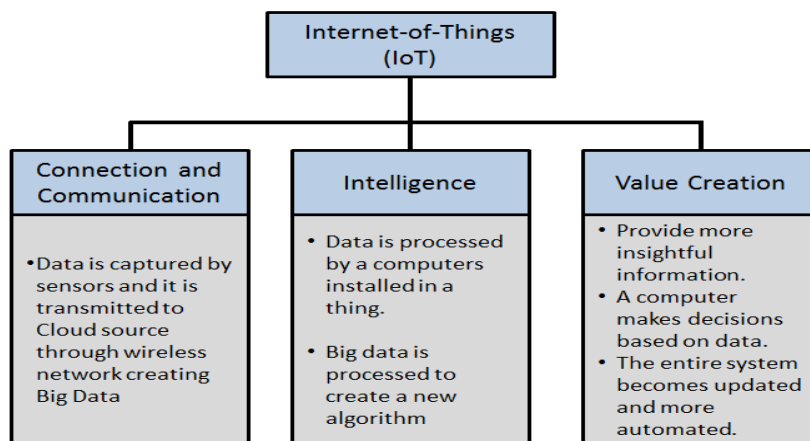 Internet-of-Things
(IoT)
Connection and
Communication
•Data is captured by
sensors and it is
transmitted to
Cloud source
through wireless
network creating
Big Data
Intelligence
• Data is processed
by a computers
installed in a
thing.
• Big data is
processed to
create a new
algorithm
Value Creation
• Provide more
insightful
information.
• A computer
makes decisions
based on data.
• The entire system
becomes updated
and more
automated.